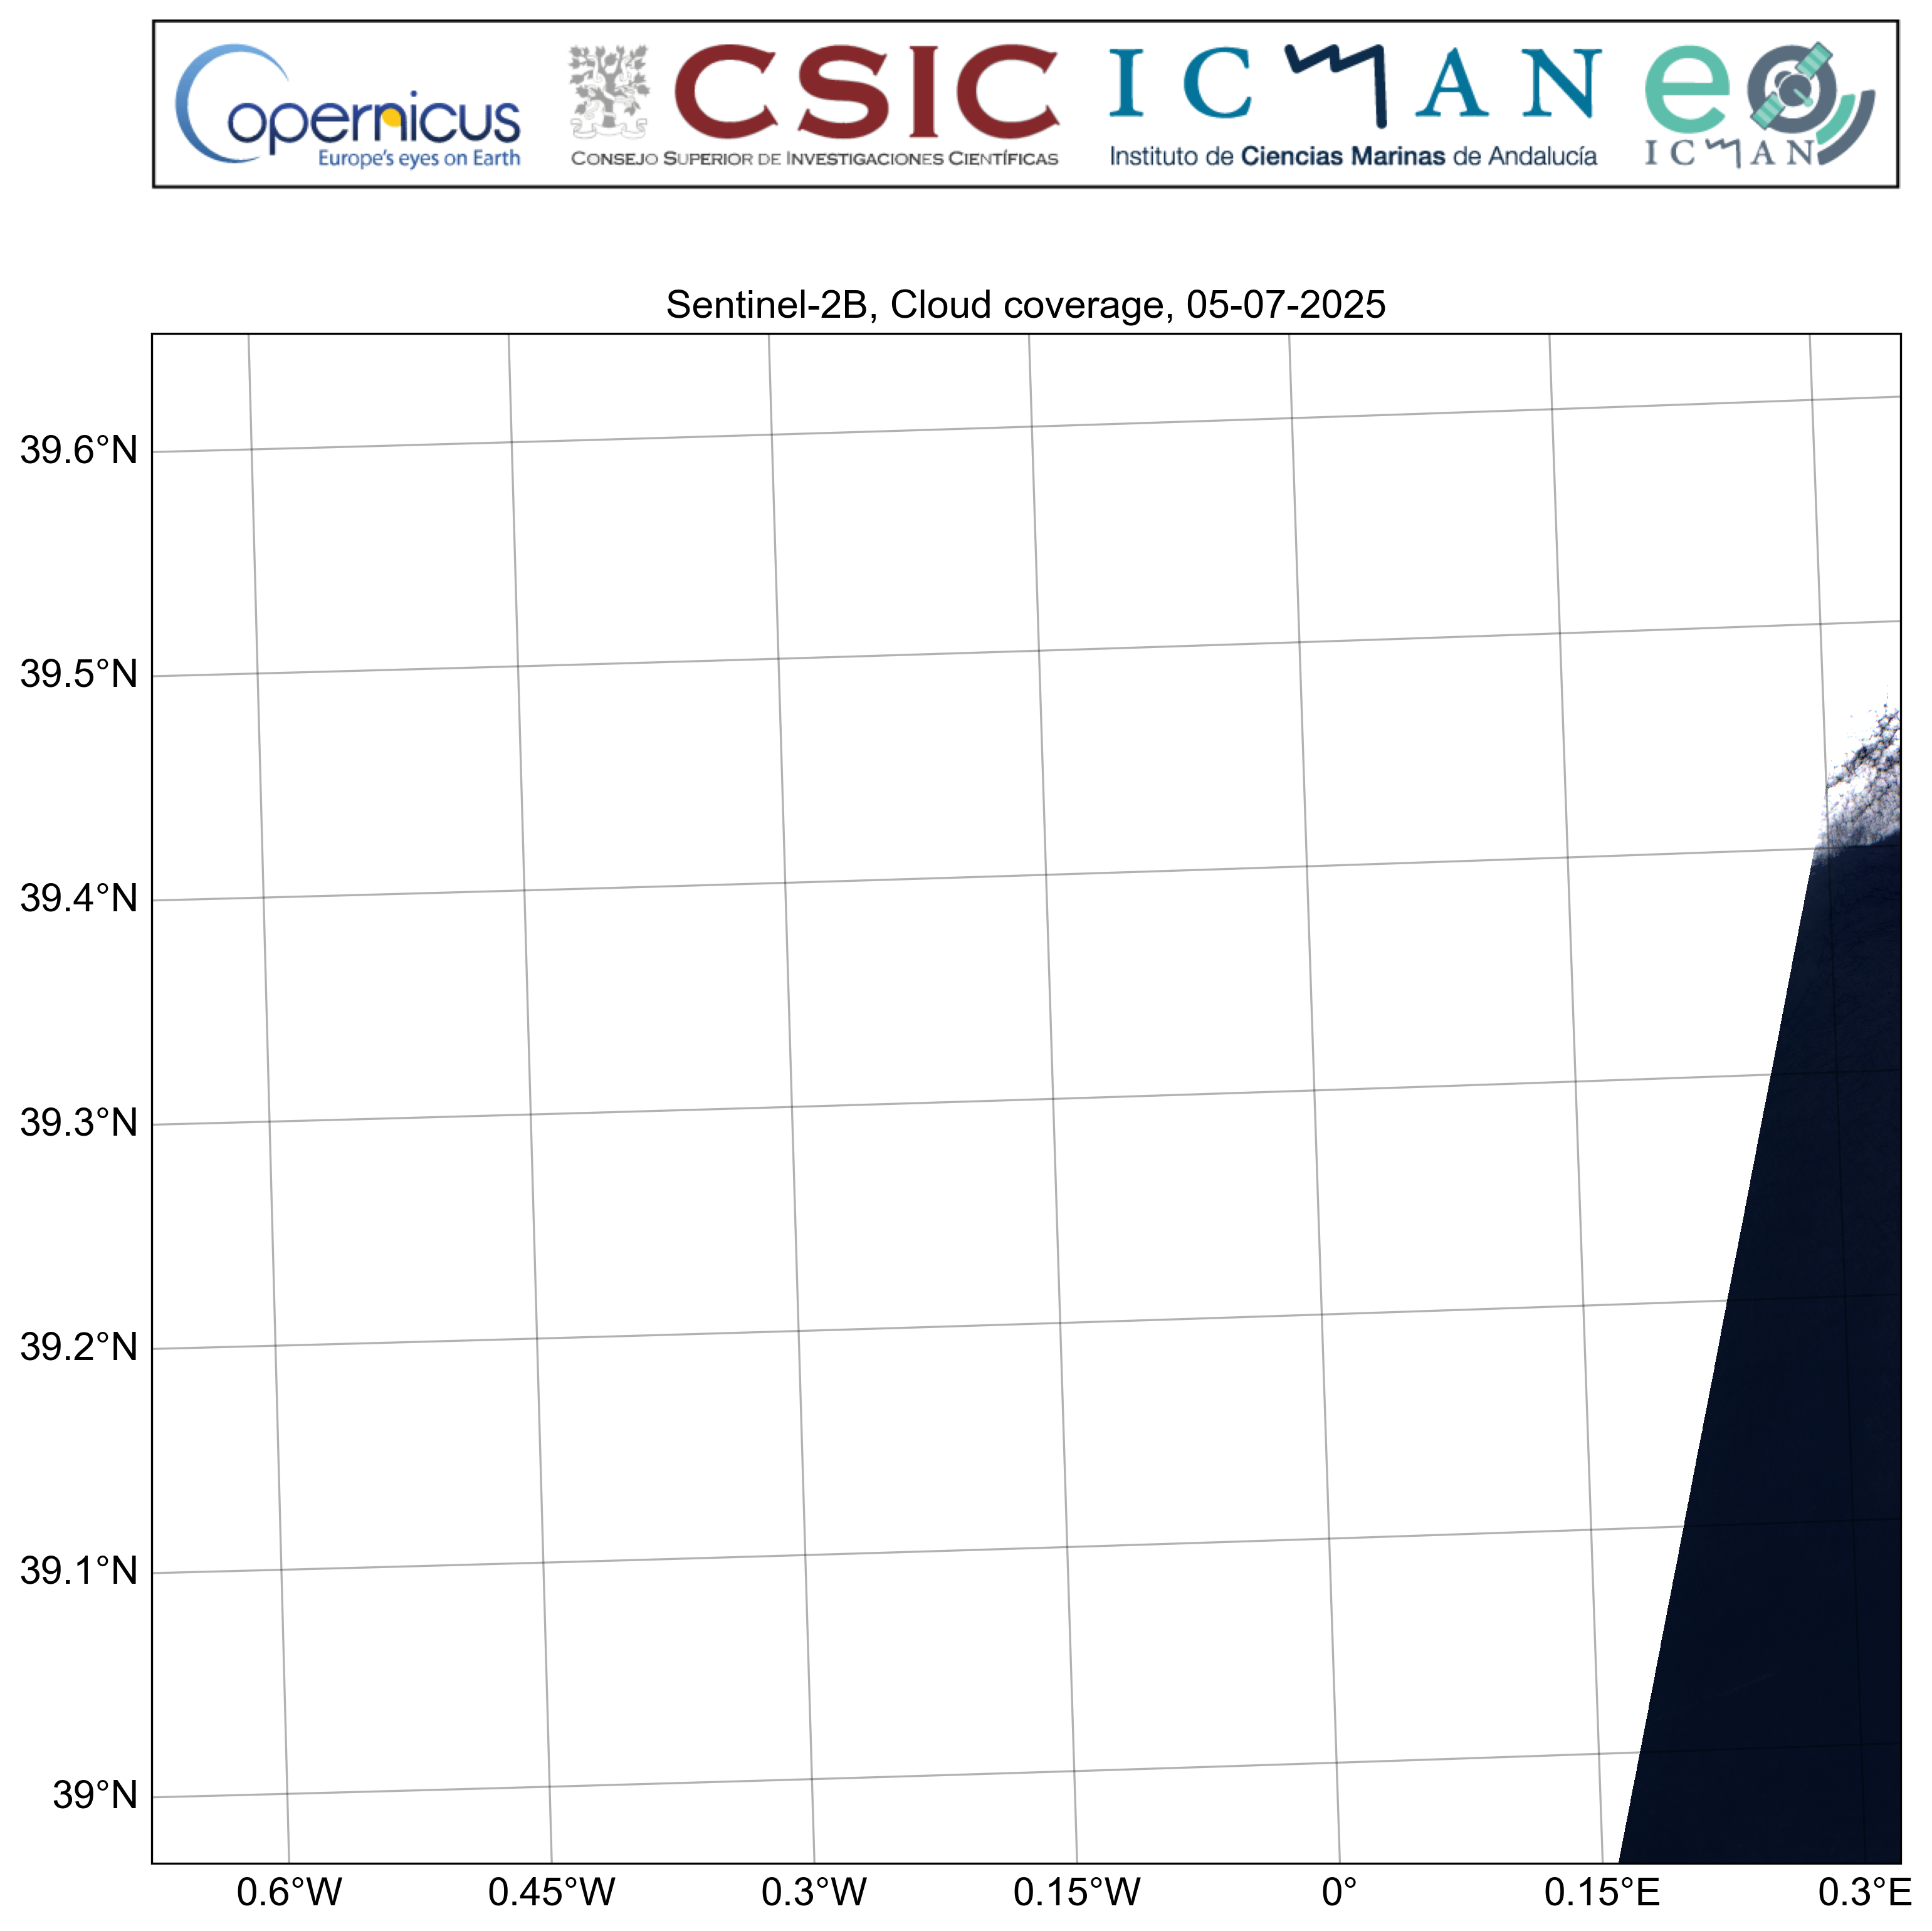 Copernicus
Europe's eyes on Earth
CSIC
CONSEJO SUPERIOR DE INVESTIGACIONES CIENTÍFICAS
ICMAN
Instituto de Ciencias Marinas de Andalucía
eo
ICMAN
Sentinel-2B, Cloud coverage, 05-07-2025
39.6°N
39.5°N
39.4°N
39.3°N
39.2°N
39.1°N
39°N
0.6°W 0.45°W 0.3°W 0.15°W 0° 0.15°E 0.3°E